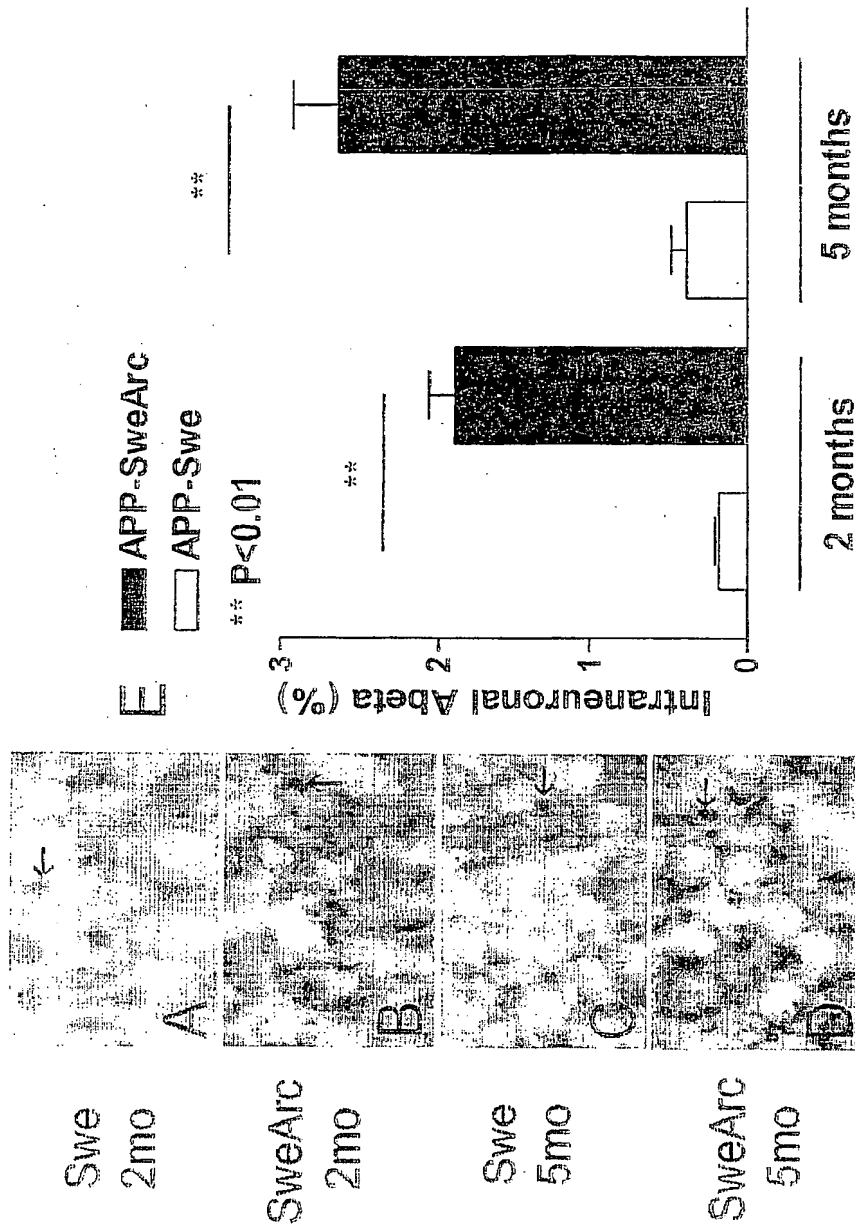 Swe
2mo
SweArc
2mo
Swe
5mo
SweArc
5mo
A
B
C
D
E
APP-SweArc
APP-Swe
** P<0.01
Intraneuronal Abeta (%)
3
2
1
0
**
**
2 months
5 months